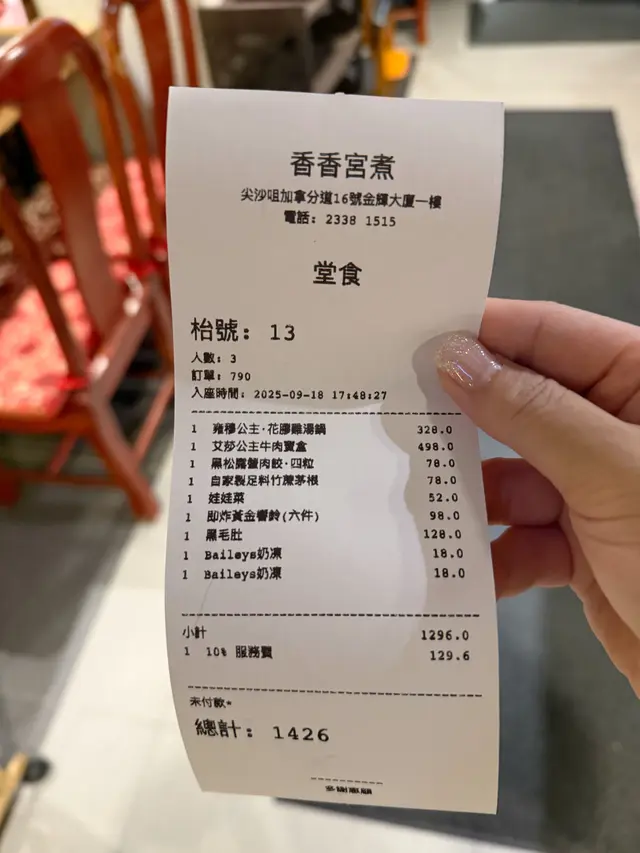 香香宮煮
尖沙咀加拿分道16號金輝大廈一樓
電話: 2338 1515
堂食
枱號: 13
人數: 3
訂單: 790
入座時間: 2025-09-18 17:48:27
1 雍穆公主·花膠雞湯鍋 328.0
1 艾莎公主牛肉寶盒 498.0
1 黑松露蟹肉餃·四粒 78.0
1 自家製足料竹蔗茅根 78.0
1 娃娃菜 52.0
1 即炸黃金響鈴(六件) 98.0
1 黑毛肚 128.0
1 Baileys奶凍 18.0
1 Baileys奶凍 18.0
小計 1296.0
1 10% 服務費 129.6
未付款*
總計: 1426
多謝惠顧